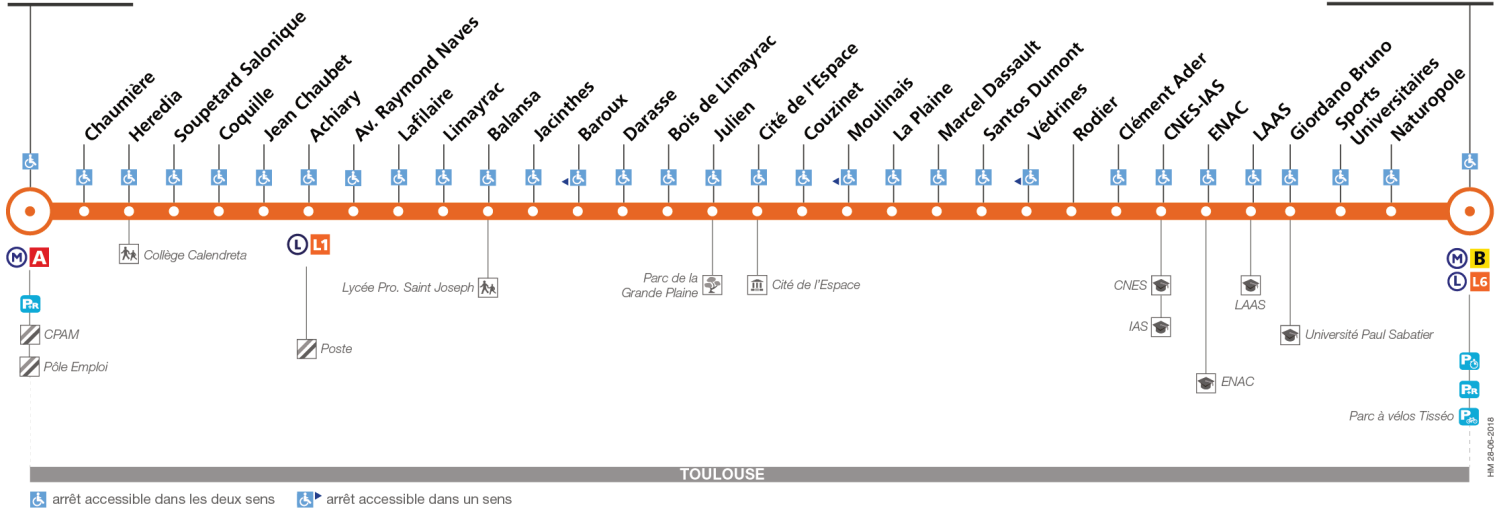 Chaumière
Heredia
Soupetard Salonique
Coquille
Jean Chaubet
Achiary
Av. Raymond Naves
Lafilaire
Limayrac
Balansa
Jacinthes
Baroux
Darasse
Bois de Limayrac
Julien
Cité de l'Espace
Couzinet
Moulinais
La Plaine
Marcel Dassault
Santos Dumont
Védrines
Rodier
Clément Ader
CNES-IAS
ENAC
LAAS
Giordano Bruno
Sports
Universitaires
Naturopole
M A
PR
CPAM
Pôle Emploi
Collège Calendreta
L L1
Poste
Lycée Pro. Saint Joseph
Parc de la
Grande Plaine
Cité de l'Espace
CNES
IAS
ENAC
LAAS
Université Paul Sabatier
M B
L L6
P
PR
Parc à vélos Tisséo P
HM 28-06-2018
TOULOUSE
arrêt accessible dans les deux sens
arrêt accessible dans un sens